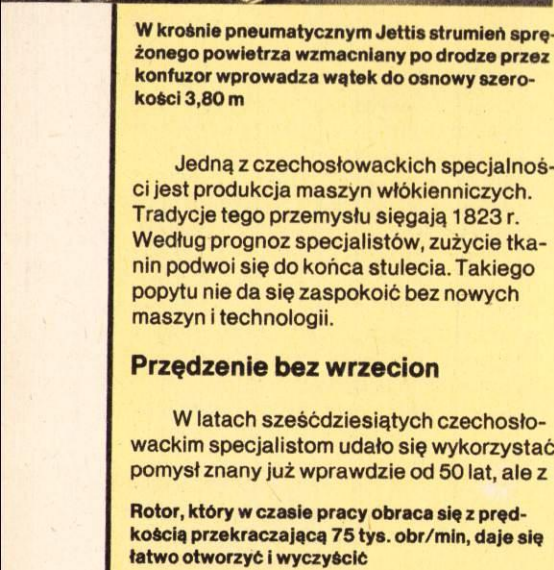 W krośnie pneumatycznym Jettis strumień sprę-
żonego powietrza wzmacniany po drodze przez
konfuzor wprowadza wątek do osnowy szero-
kości 3,80 m
Jedną z czechosłowackich specjalnoś-
ci jest produkcja maszyn włókienniczych.
Tradycje tego przemysłu sięgają 1823 r.
Według prognoz specjalistów, zużycie tka-
nin podwoi się do końca stulecia. Takiego
popytu nie da się zaspokoić bez nowych
maszyn i technologii.
Przędzenie bez wrzecion
W latach sześćdziesiątych czechosło-
wackim specjalistom udało się wykorzystać
pomysł znany już wprawdzie od 50 lat, ale z
Rotor, który w czasie pracy obraca się z pręd-
kością przekraczającą 75 tys. obr/min, daje się
łatwo otworzyć i wyczyścić